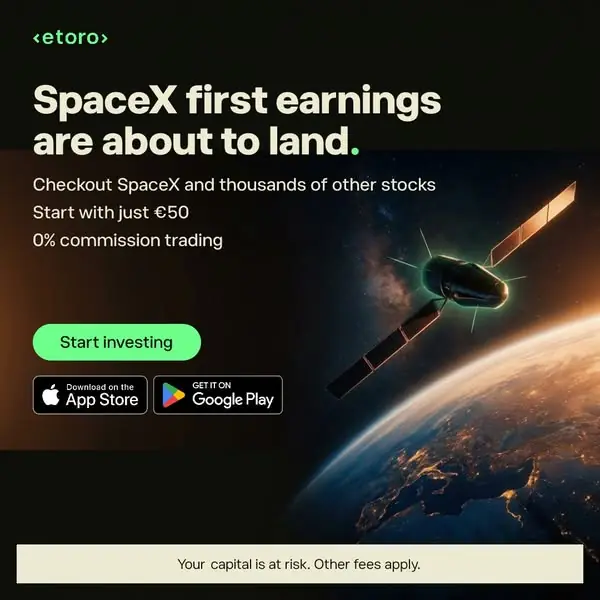 ‹etoro›
SpaceX first earnings
are about to land.
Checkout SpaceX and thousands of other stocks
Start with just €50
0% commission trading
Start investing
Download on the
App Store
GET IT ON
Google Play
Your capital is at risk. Other fees apply.